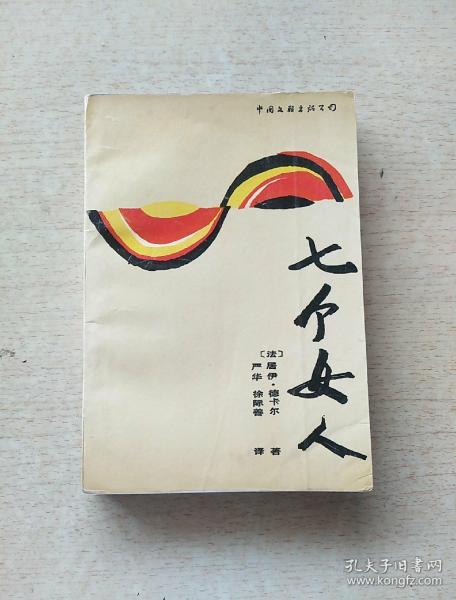 中国文联出版公司
七个女人
〔法〕居伊·德卡尔 著
严华 徐际善 译
孔夫子旧书网
www.kongfz.com